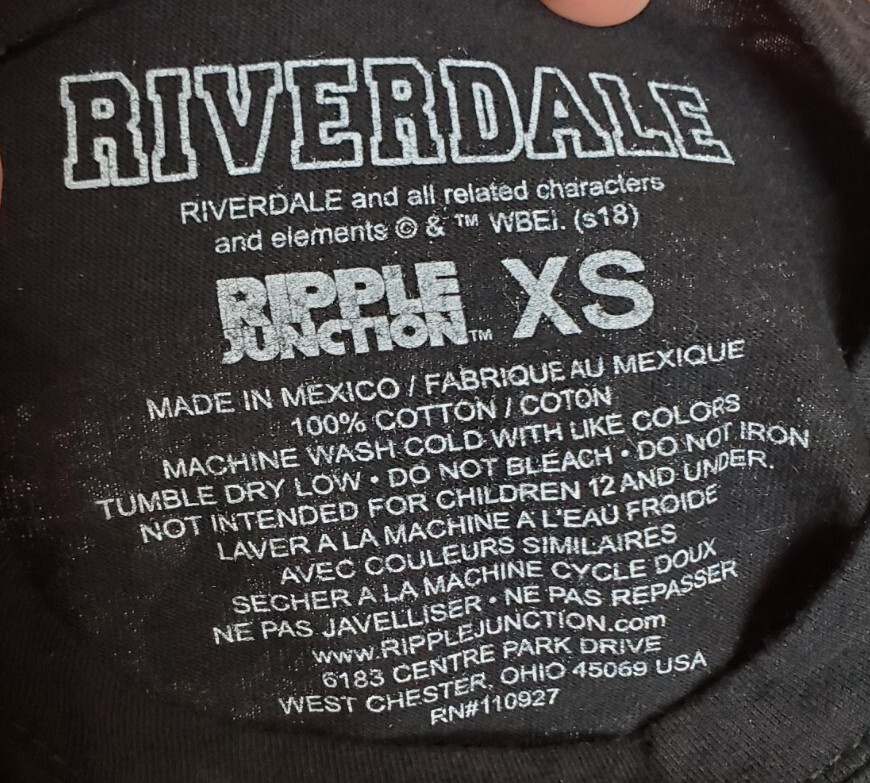 RIVERDALE
RIVERDALE and all related characters
and elements © & ™ WBEI. (s18)
RIPPLE
JUNCTION™ XS
MADE IN MEXICO / FABRIQUE AU MEXIQUE
100% COTTON / COTON
MACHINE WASH COLD WITH LIKE COLORS
TUMBLE DRY LOW • DO NOT BLEACH • DO NOT IRON
NOT INTENDED FOR CHILDREN 12 AND UNDER.
LAVER A LA MACHINE A L'EAU FROIDE
AVEC COULEURS SIMILAIRES
SECHER A LA MACHINE CYCLE DOUX
NE PAS JAVELLISER • NE PAS REPASSER
www.RIPPLEJUNCTION.com
6183 CENTRE PARK DRIVE
WEST CHESTER, OHIO 45069 USA
RN#110927